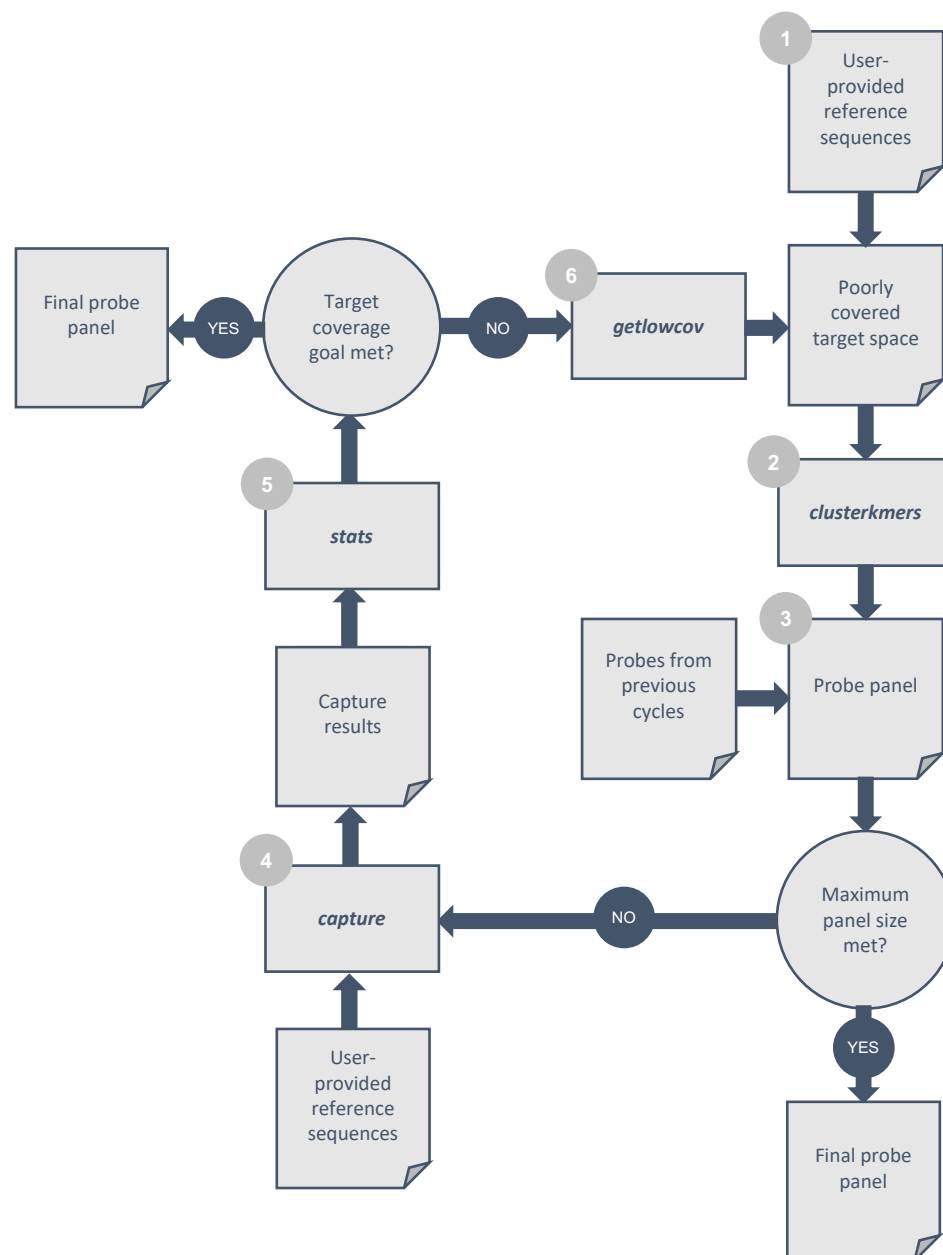 1
User-
provided
reference
sequences
Poorly
covered
target space
6
getlowcov
NO
Target
coverage
goal met?
YES
Final probe
panel
2
clusterkmers
3
Probe panel
Probes from
previous
cycles
Maximum
panel size
met?
YES
Final probe
panel
NO
4
capture
User-
provided
reference
sequences
Capture
results
5
stats